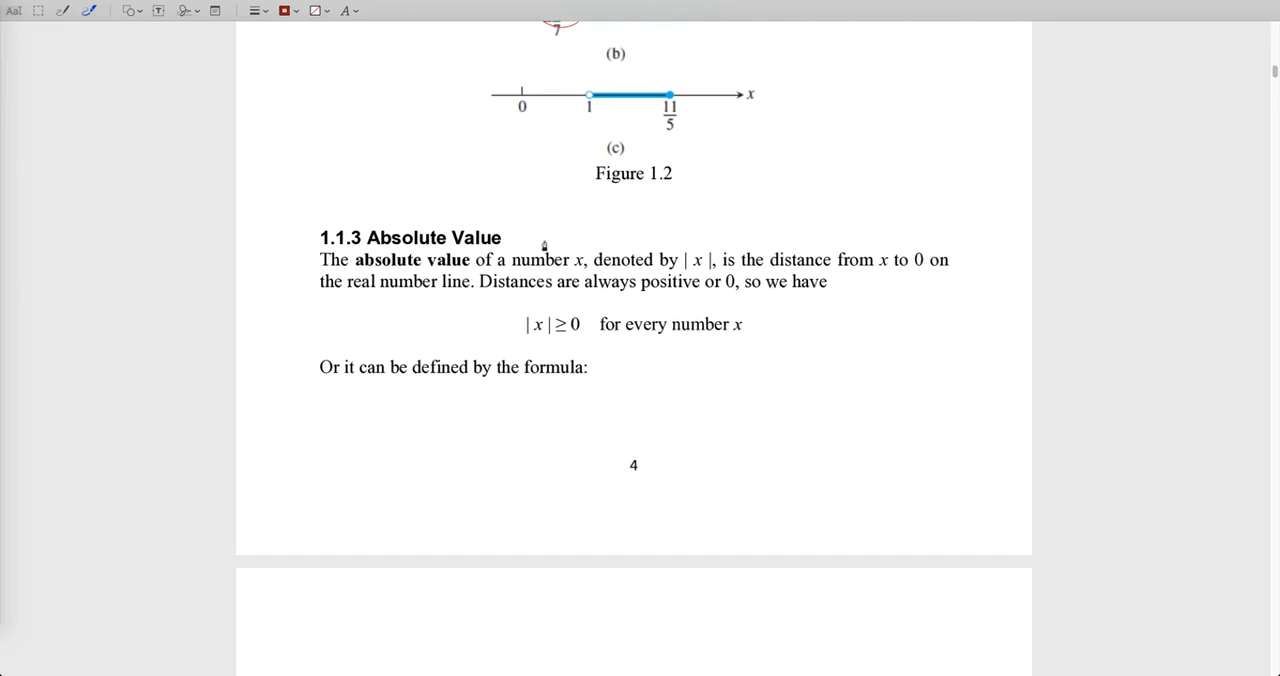 AaI
A
7
(b)
x
0 1 11
5
(c)
Figure 1.2
1.1.3 Absolute Value
The absolute value of a number x, denoted by | x |, is the distance from x to 0 on
the real number line. Distances are always positive or 0, so we have
| x | ≥ 0 for every number x
Or it can be defined by the formula:
4